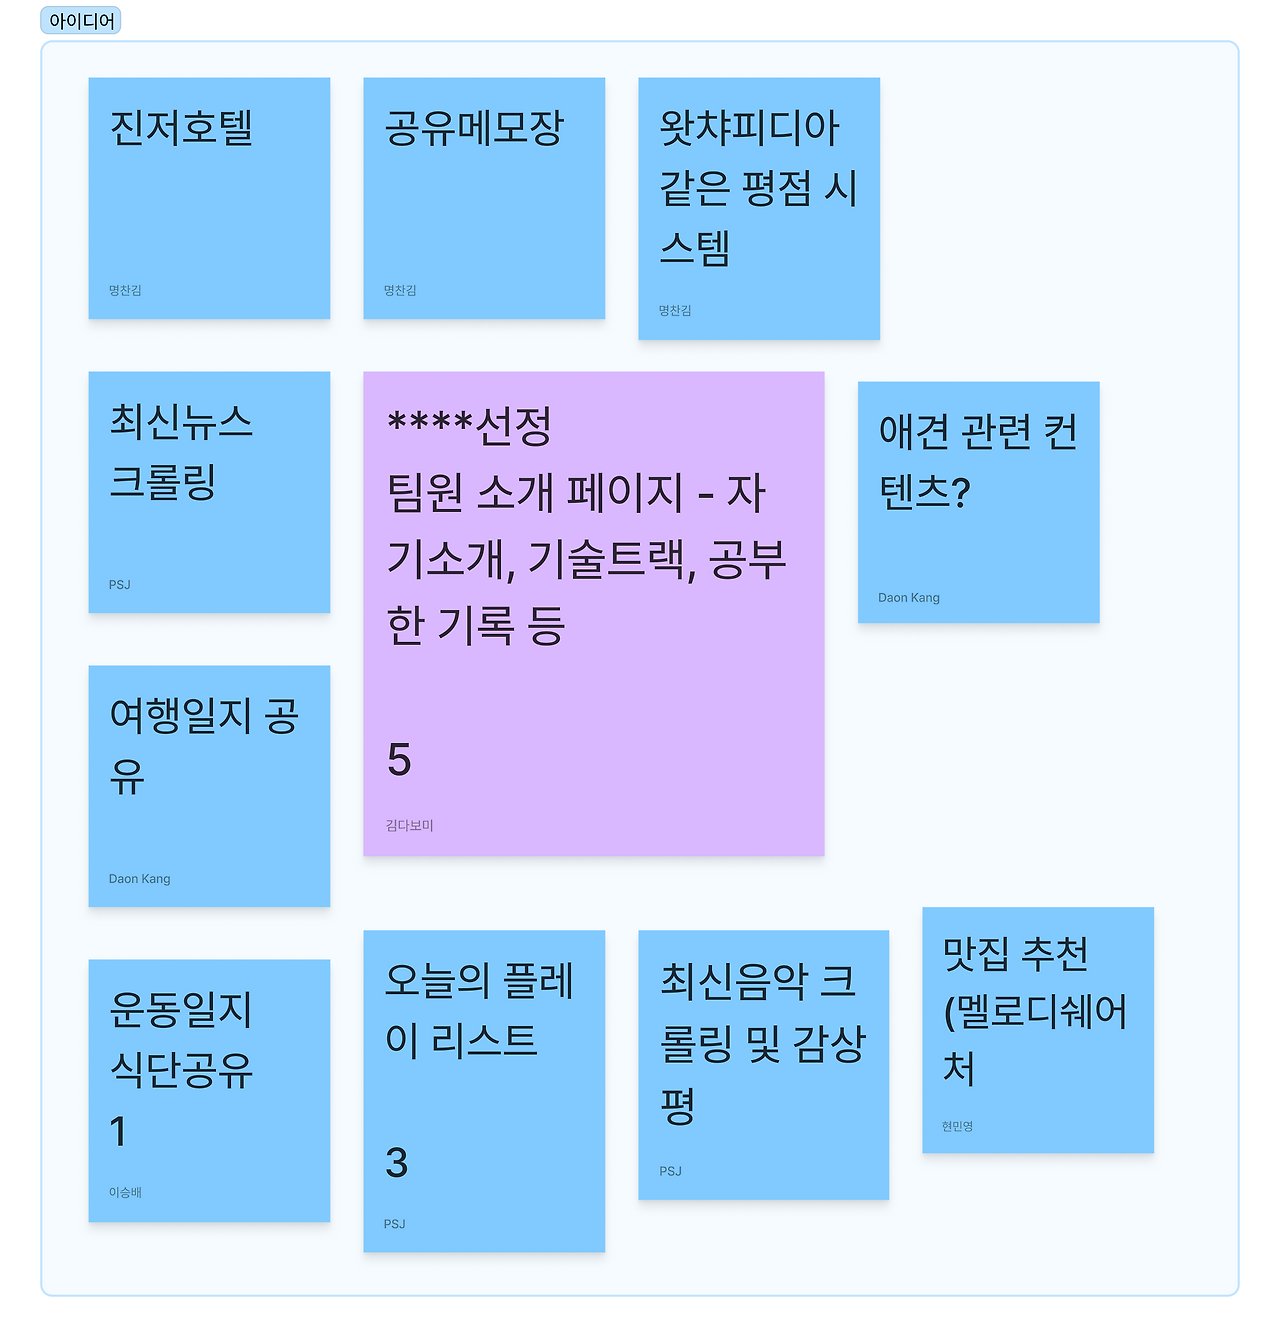 아이디어
진저호텔
명찬김
공유메모장
명찬김
왓챠피디아
같은 평점 시
스템
명찬김
최신뉴스
크롤링
PSJ
****선정
팀원 소개 페이지 - 자
기소개, 기술트랙, 공부
한 기록 등
5
김다보미
애견 관련 컨
텐츠?
Daon Kang
여행일지 공
유
Daon Kang
운동일지
식단공유
1
이승배
오늘의 플레
이 리스트
3
PSJ
최신음악 크
롤링 및 감상
평
PSJ
맛집 추천
(멜로디쉐어
처
현민영